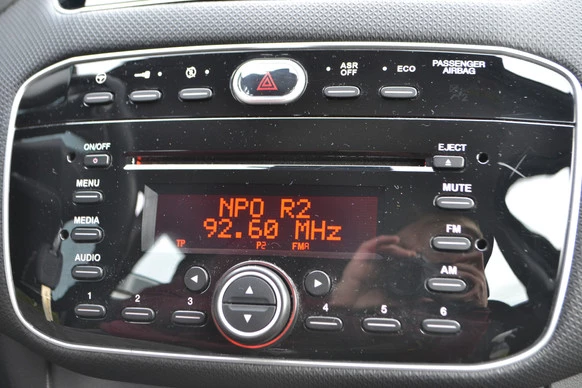 ASR OFF
ECO
PASSENGER AIRBAG
ON/OFF
EJECT
MENU
NPO R2
MUTE
MEDIA
92.60 MHz
FM
TP P2 FMA
AUDIO
AM
1 2 3 4 5 6